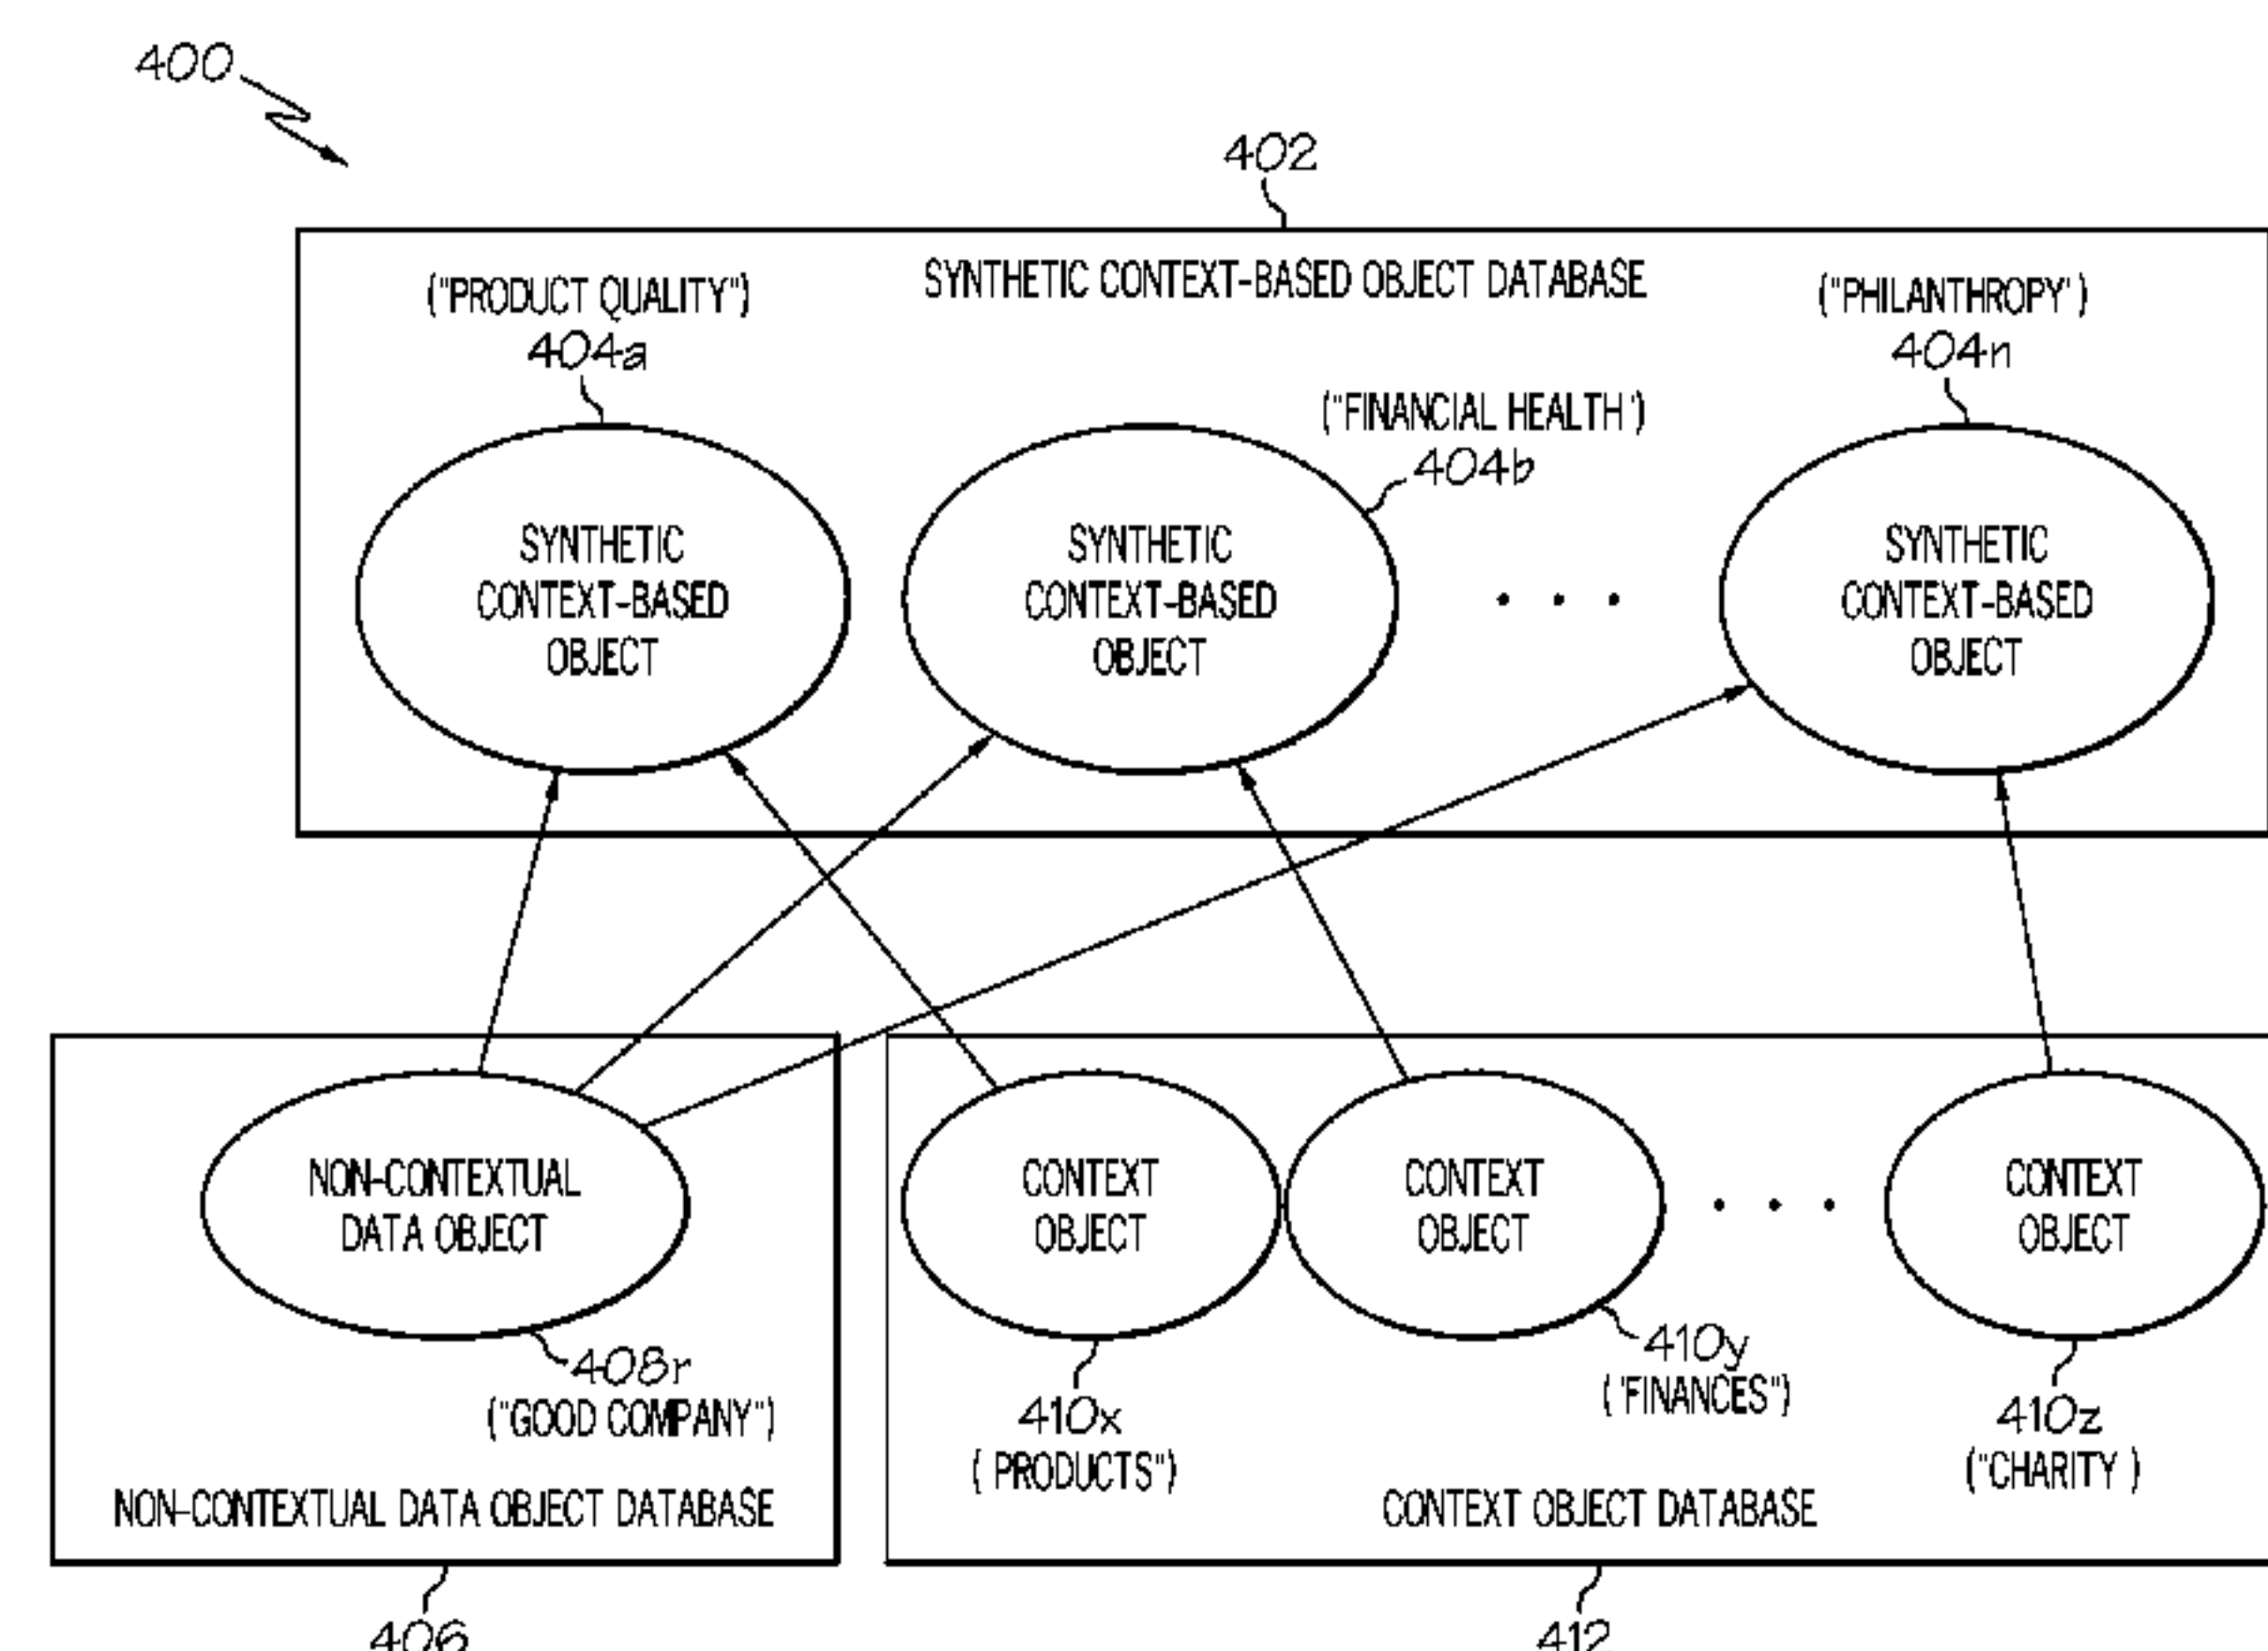 400
402
("PRODUCT QUALITY")
404a
SYNTHETIC CONTEXT-BASED OBJECT DATABASE
("PHILANTHROPY")
404n
("FINANCIAL HEALTH')
404b
SYNTHETIC
CONTEXT-BASED
OBJECT
SYNTHETIC
CONTEXT-BASED
OBJECT
. . .
SYNTHETIC
CONTEXT-BASED
OBJECT
NON-CONTEXTUAL
DATA OBJECT
408r
("GOOD COMPANY")
NON-CONTEXTUAL DATA OBJECT DATABASE
406
CONTEXT
OBJECT
410x
( PRODUCTS")
CONTEXT
OBJECT
410y
( "FINANCES")
. . .
CONTEXT
OBJECT
410z
("CHARITY )
CONTEXT OBJECT DATABASE
412